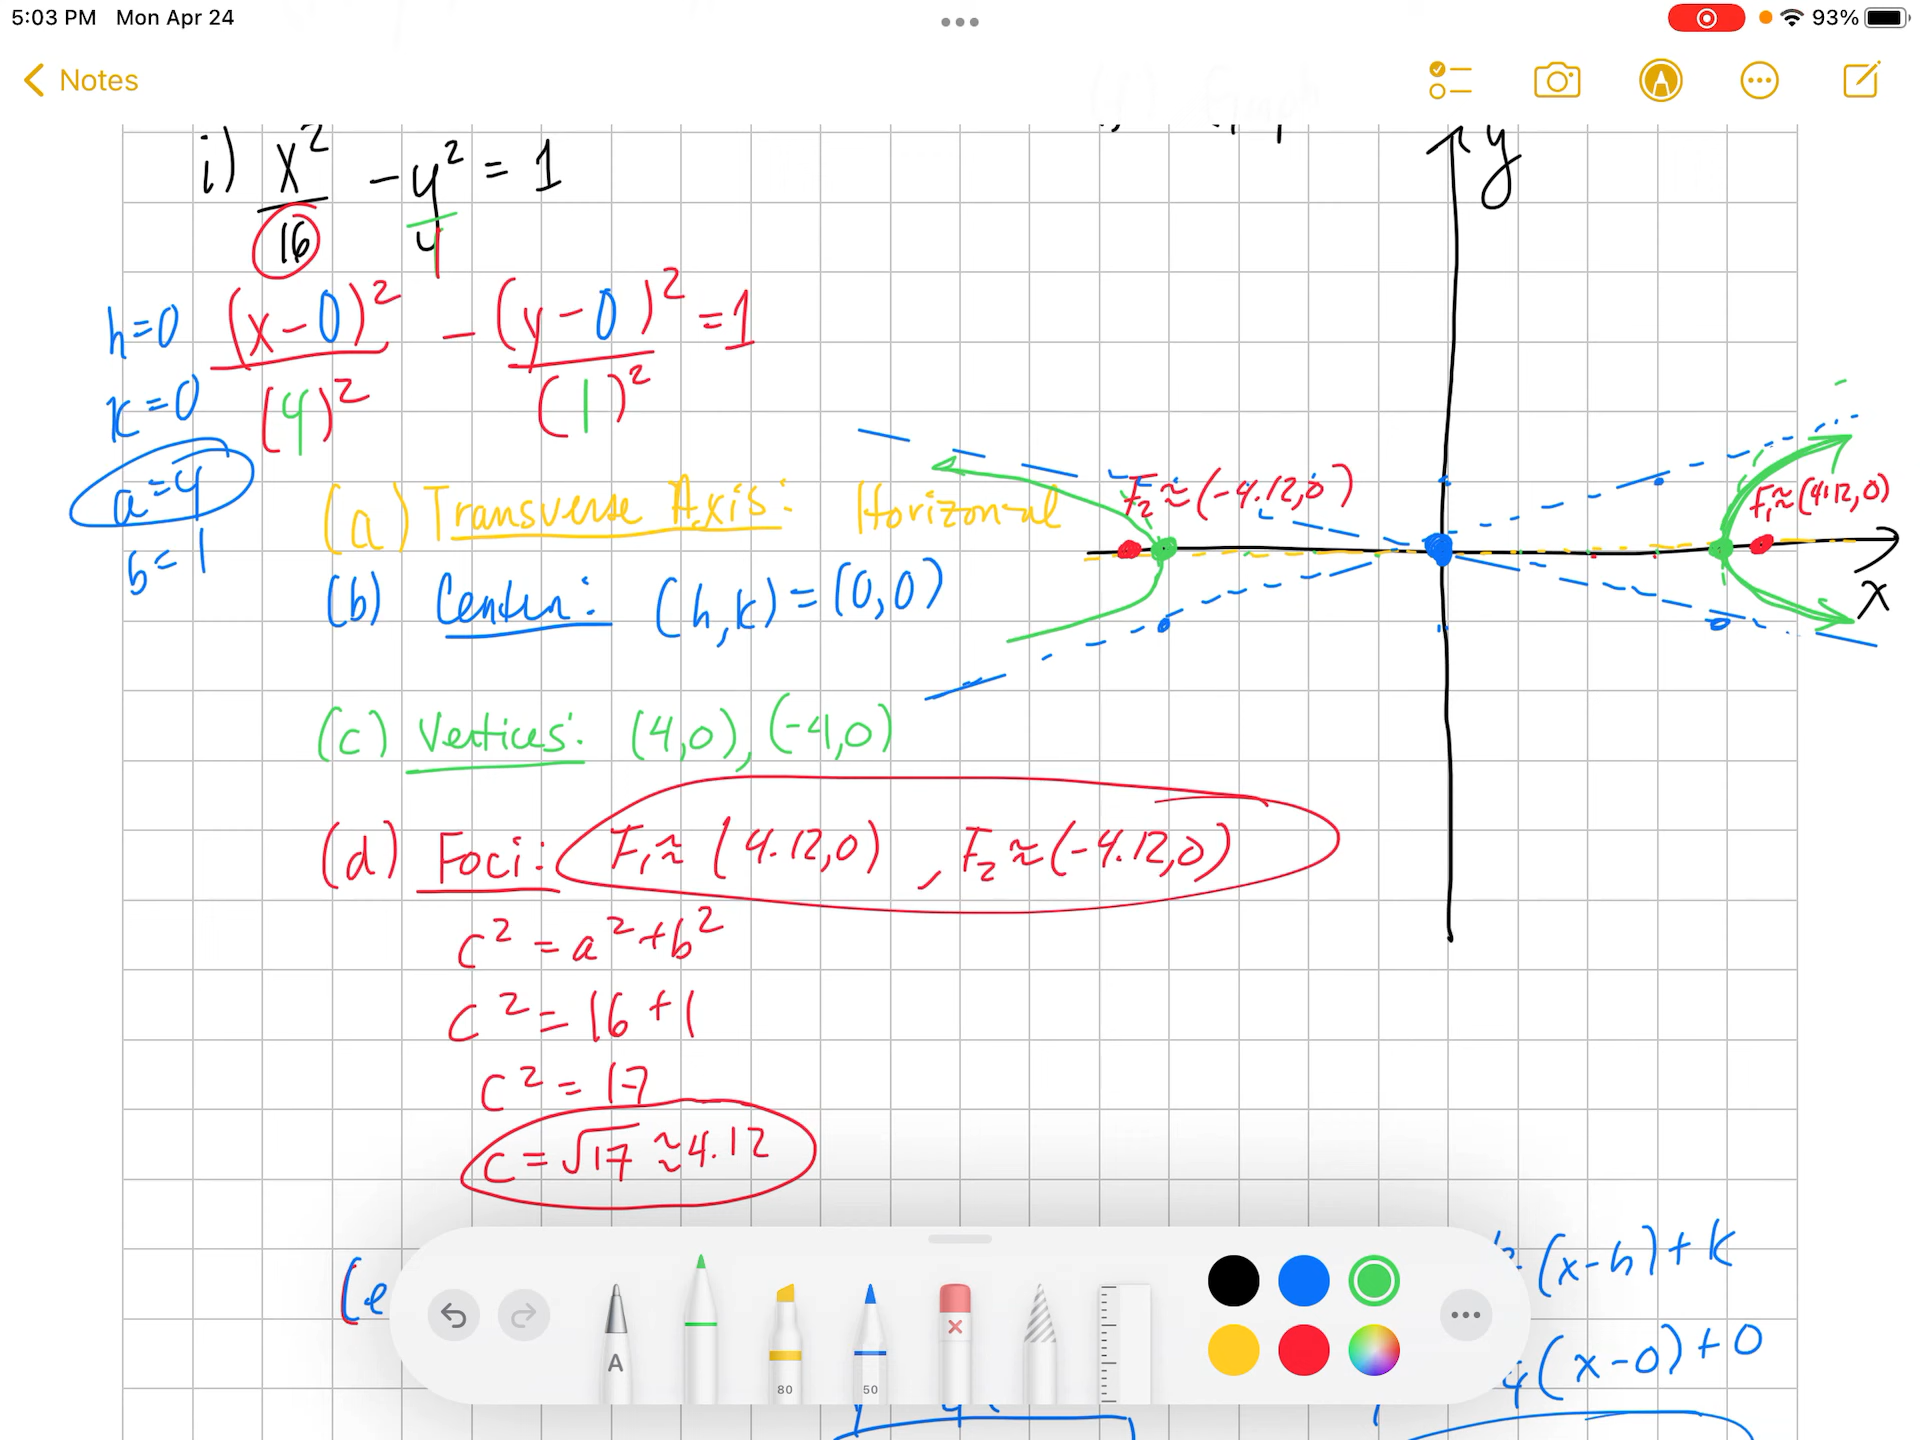 5:03 PM Mon Apr 24
93%
Notes
i) x²/16 - y²/1 = 1
y
h=0
(x-0)²/(4)² - (y-0)²/(1)² = 1
k=0
a=4
b=1
(a) Transverse Axis: Horizontal
F₂≈(-4.12,0)
F₁≈(4.12,0)
x
(b) Center: (h,k)=(0,0)
(c) Vertices: (4,0), (-4,0)
(d) Foci: F₁≈(4.12,0), F₂≈(-4.12,0)
c²=a²+b²
c²=16+1
c²=17
c=√17≈4.12
(e
(x-h)+k
4(x-0)+0
A
80
50